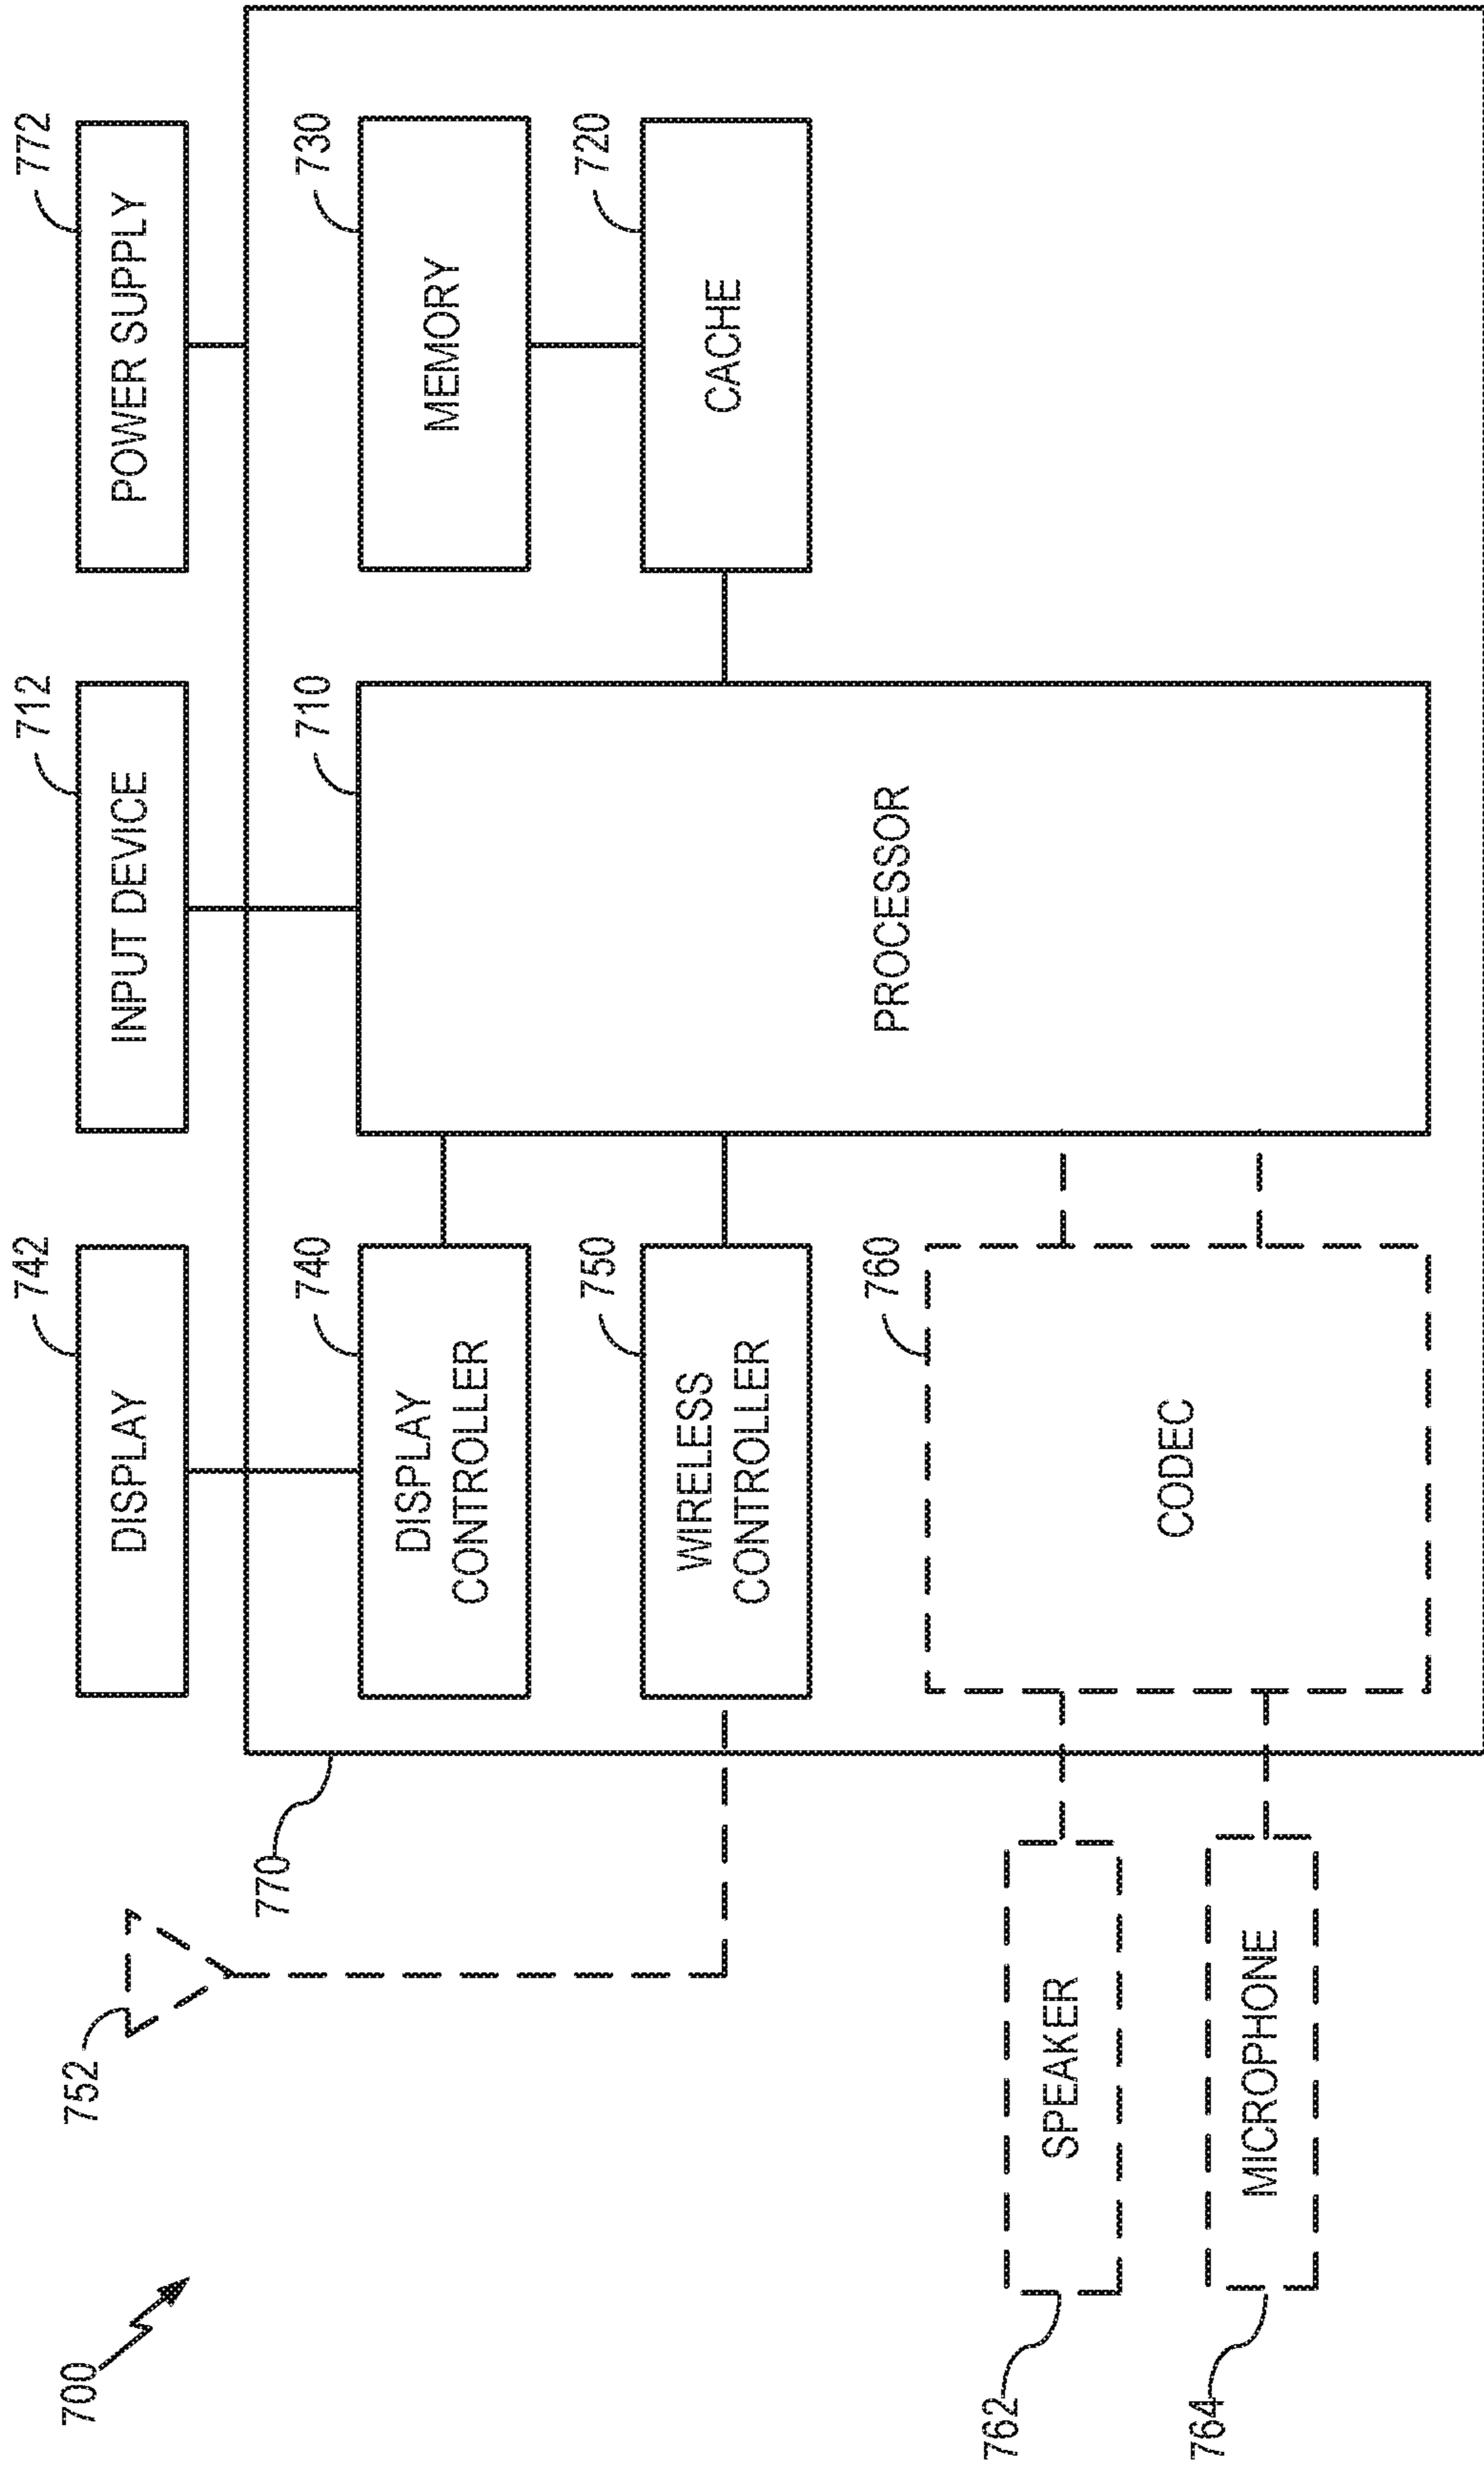 700
752
742
DISPLAY
712
INPUT DEVICE
772
POWER SUPPLY
770
740
DISPLAY
CONTROLLER
710
PROCESSOR
730
MEMORY
750
WIRELESS
CONTROLLER
720
CACHE
760
CODEC
762
SPEAKER
764
MICROPHONE